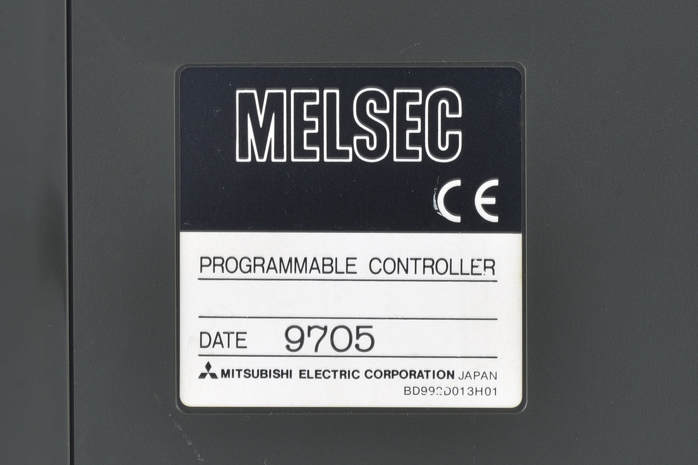 MELSEC
CE
PROGRAMMABLE CONTROLLER
DATE 9705
MITSUBISHI ELECTRIC CORPORATION JAPAN